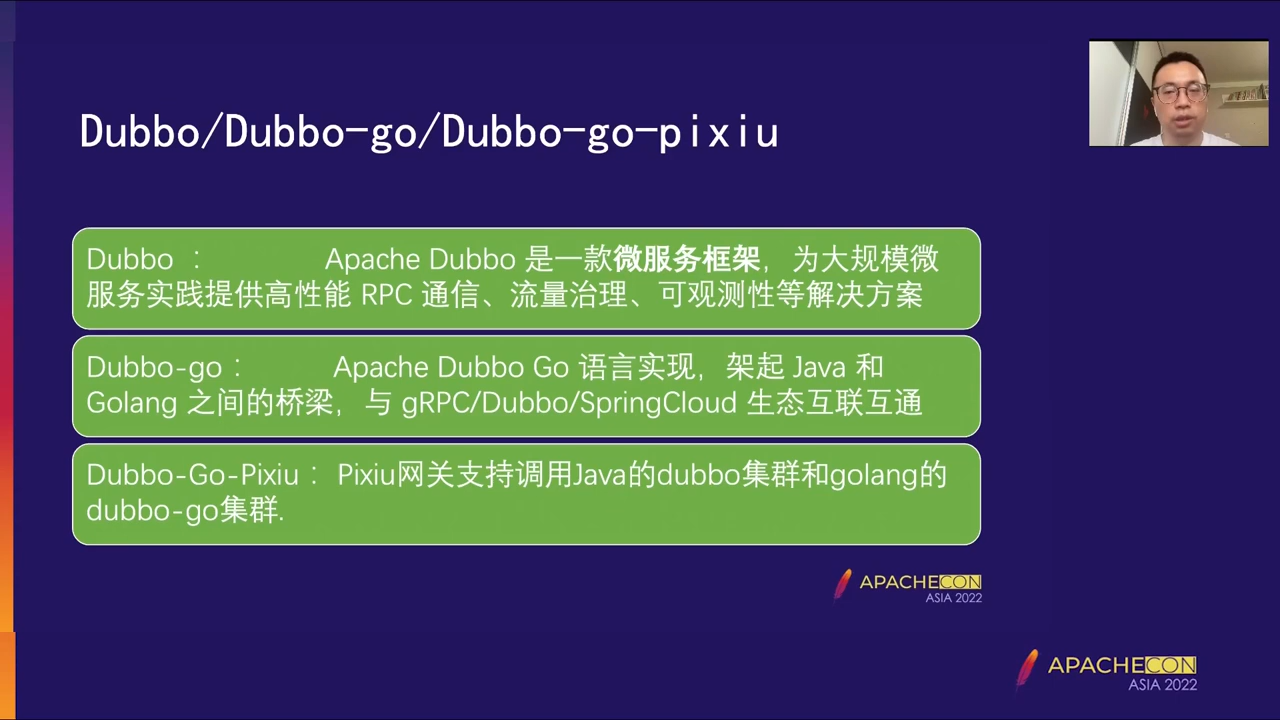 Dubbo/Dubbo-go/Dubbo-go-pixiu
Dubbo ： Apache Dubbo 是一款微服务框架，为大规模微
服务实践提供高性能 RPC 通信、流量治理、可观测性等解决方案
Dubbo-go： Apache Dubbo Go 语言实现，架起 Java 和
Golang 之间的桥梁，与 gRPC/Dubbo/SpringCloud 生态互联互通
Dubbo-Go-Pixiu： Pixiu网关支持调用Java的dubbo集群和golang的
dubbo-go集群.
APACHECON
ASIA 2022
APACHECON
ASIA 2022